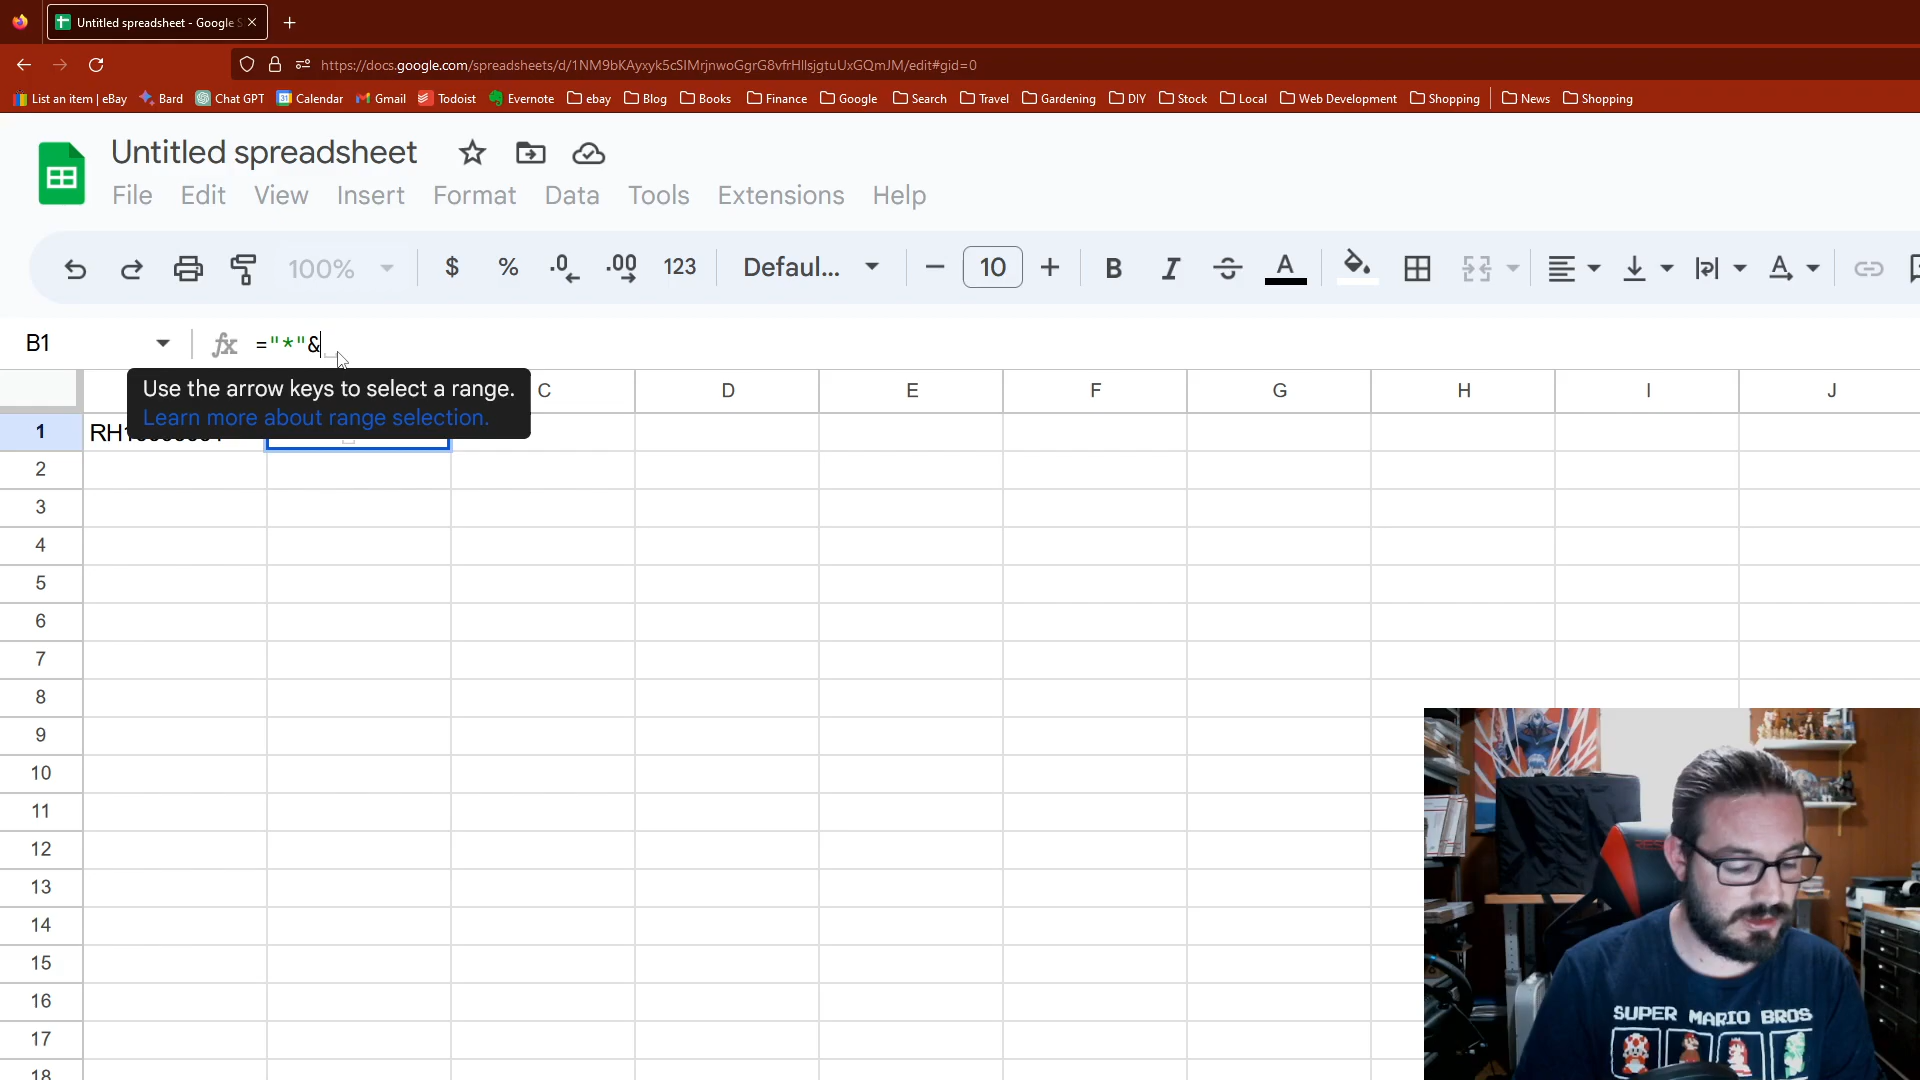 Untitled spreadsheet - Google S
https://docs.google.com/spreadsheets/d/1NM9bKAyxyk5cSIMrjnwoGgrG8vfrHllsjgtuUxGQmJM/edit#gid=0
List an item | eBay Bard Chat GPT Calendar Gmail Todoist Evernote ebay Blog Books Finance Google Search Travel Gardening DIY Stock Local Web Development Shopping News Shopping
Untitled spreadsheet
File Edit View Insert Format Data Tools Extensions Help
100% $ % .0 .00 123 Defaul... 10 B I S A A
B1 fx ="*"&
Use the arrow keys to select a range.
Learn more about range selection.
C D E F G H I J
1
2
3
4
5
6
7
8
9
10
11
12
13
14
15
16
17
18
SUPER MARIO BROS